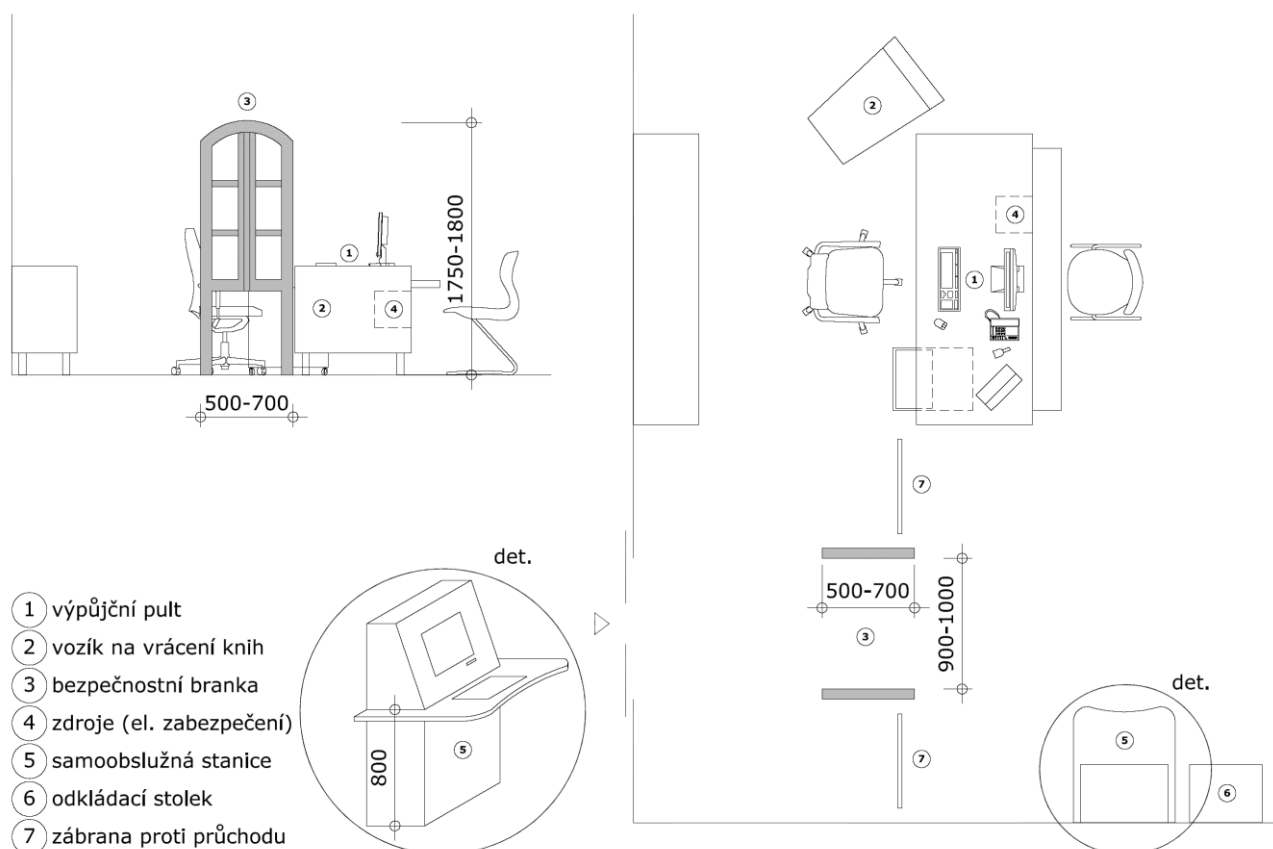 3
1
2
4
1750-1800
500-700
2
4
1
7
500-700
3
900-1000
7
det.
5
6
det.
800
5
1 výpůjční pult
2 vozík na vrácení knih
3 bezpečnostní branka
4 zdroje (el. zabezpečení)
5 samoobslužná stanice
6 odkládací stolek
7 zábrana proti průchodu